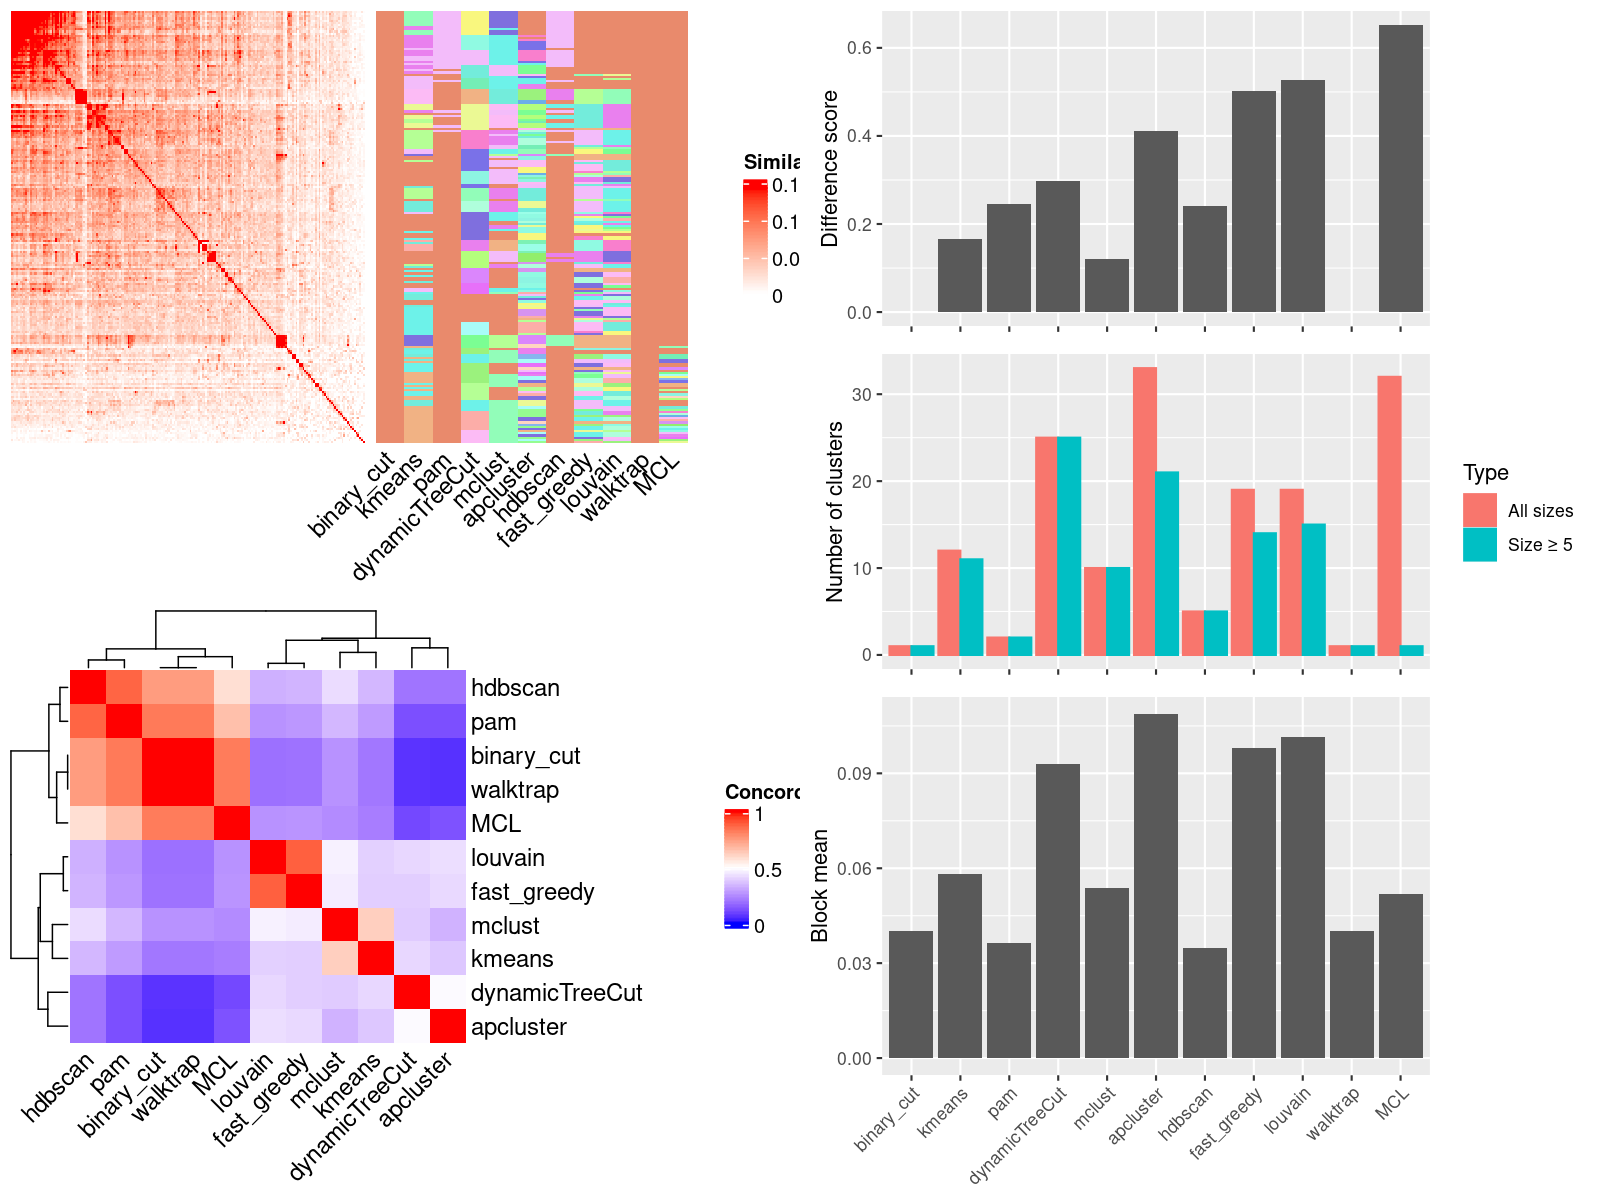 Simila
0.1
0.1
0.0
0
binary_cut
kmeans
pam
dynamicTreeCut
mclust
apcluster
hdbscan
fast_greedy
louvain
walktrap
MCL
hdbscan
pam
binary_cut
walktrap
MCL
louvain
fast_greedy
mclust
kmeans
dynamicTreeCut
apcluster
hdbscan
pam
binary_cut
walktrap
MCL
louvain
fast_greedy
mclust
kmeans
dynamicTreeCut
apcluster
Concord
1
0.5
0
Difference score
0.6
0.4
0.2
0.0
Number of clusters
30
20
10
0
Type
All sizes
Size ≥ 5
Block mean
0.09
0.06
0.03
0.00
binary_cut
kmeans
pam
dynamicTreeCut
mclust
apcluster
hdbscan
fast_greedy
louvain
walktrap
MCL